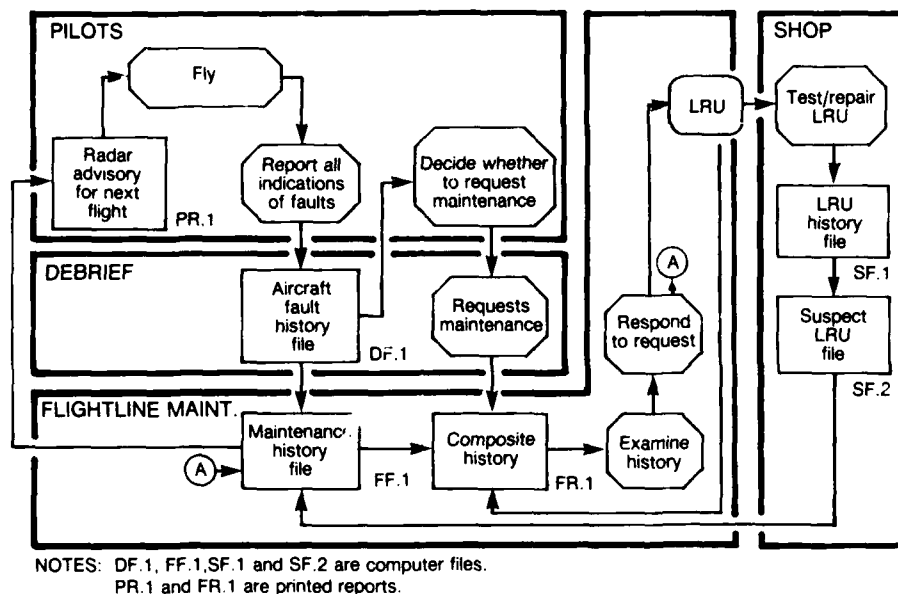 PILOTS
Fly
Radar
advisory
for next
flight
PR.1
Report all
indications
of faults
Decide whether
to request
maintenance
DEBRIEF
Aircraft
fault
history
file
DF.1
Requests
maintenance
FLIGHTLINE MAINT.
Maintenance
history
file
FF.1
A
Composite
history
FR.1
Examine
history
Respond
to request
A
LRU
SHOP
Test/repair
LRU
LRU
history
file
SF.1
Suspect
LRU
file
SF.2
NOTES: DF.1, FF.1,SF.1 and SF.2 are computer files.
PR.1 and FR.1 are printed reports.